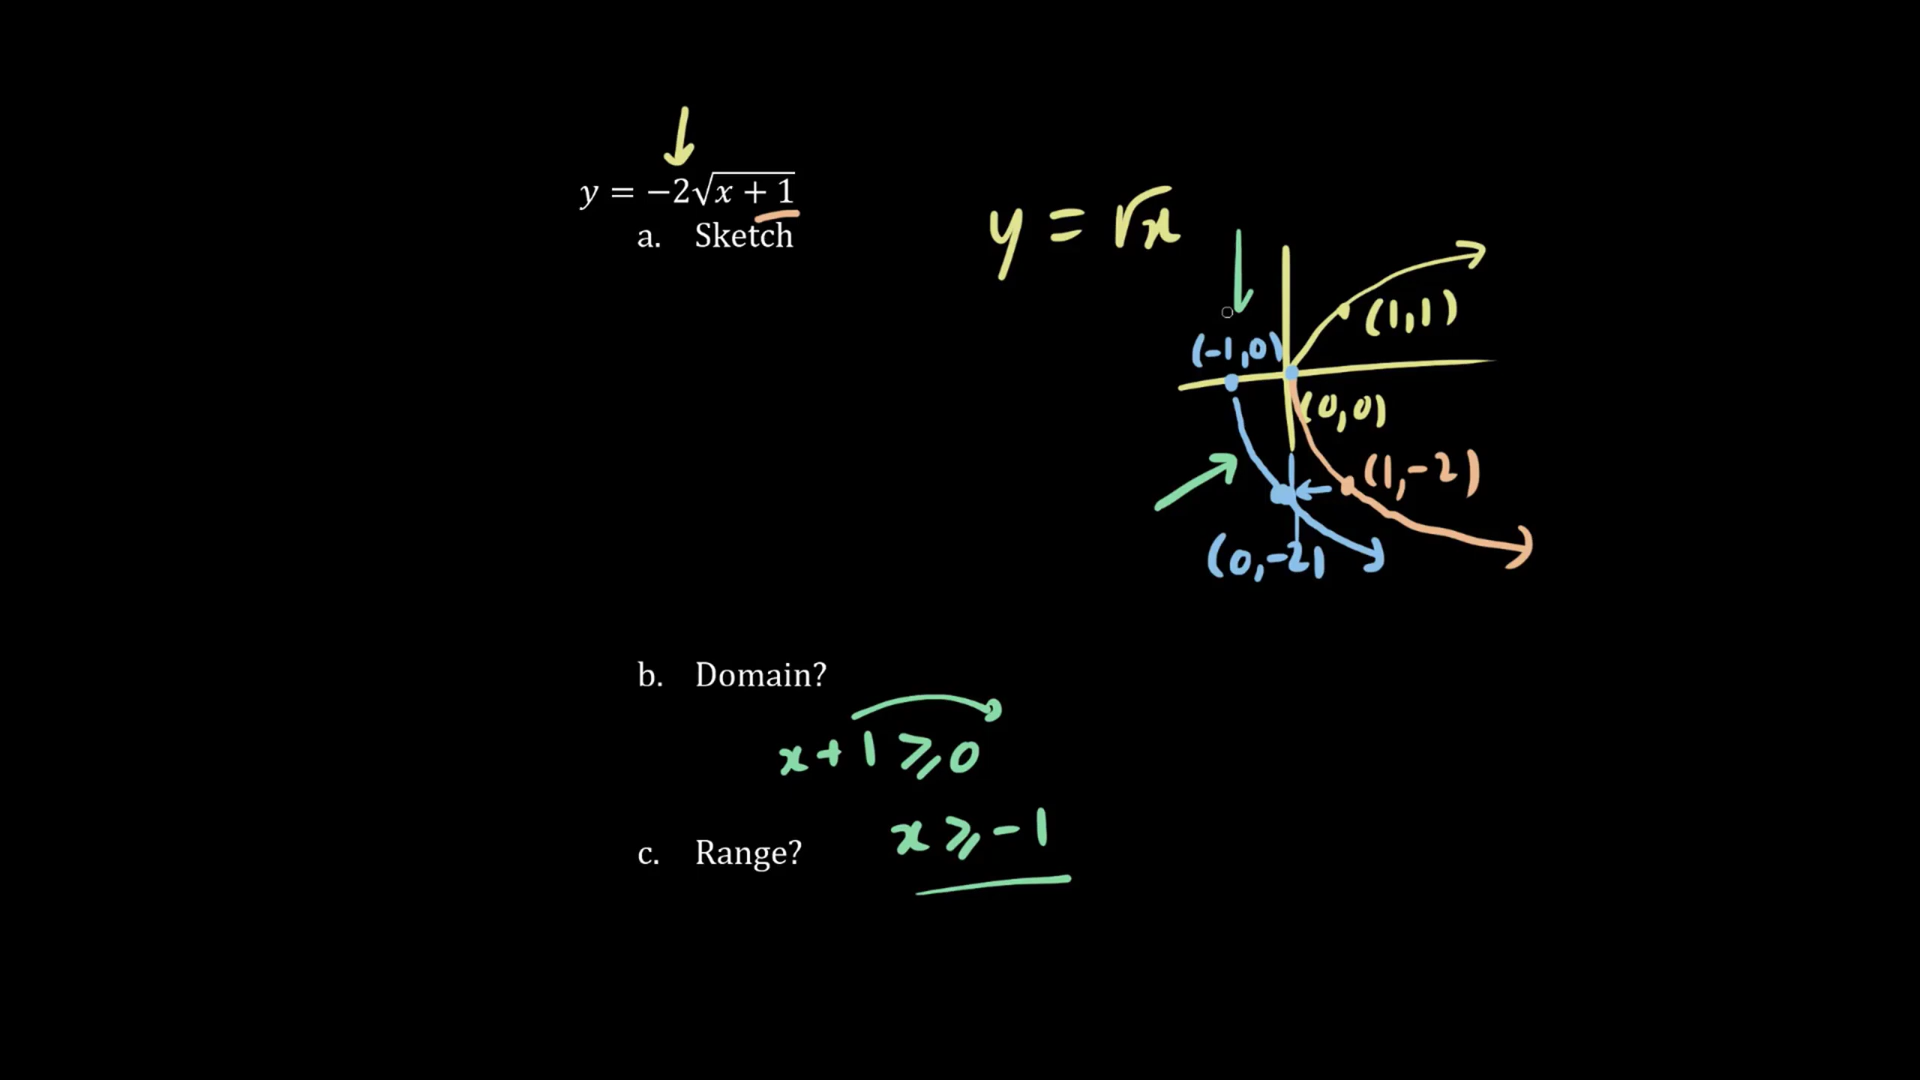 y = −2√x + 1
a. Sketch
y = √x
(1,1)
(-1,0)
(0,0)
(1,-2)
(0,-2)
b. Domain?
x+1⩾0
x⩾-1
c. Range?